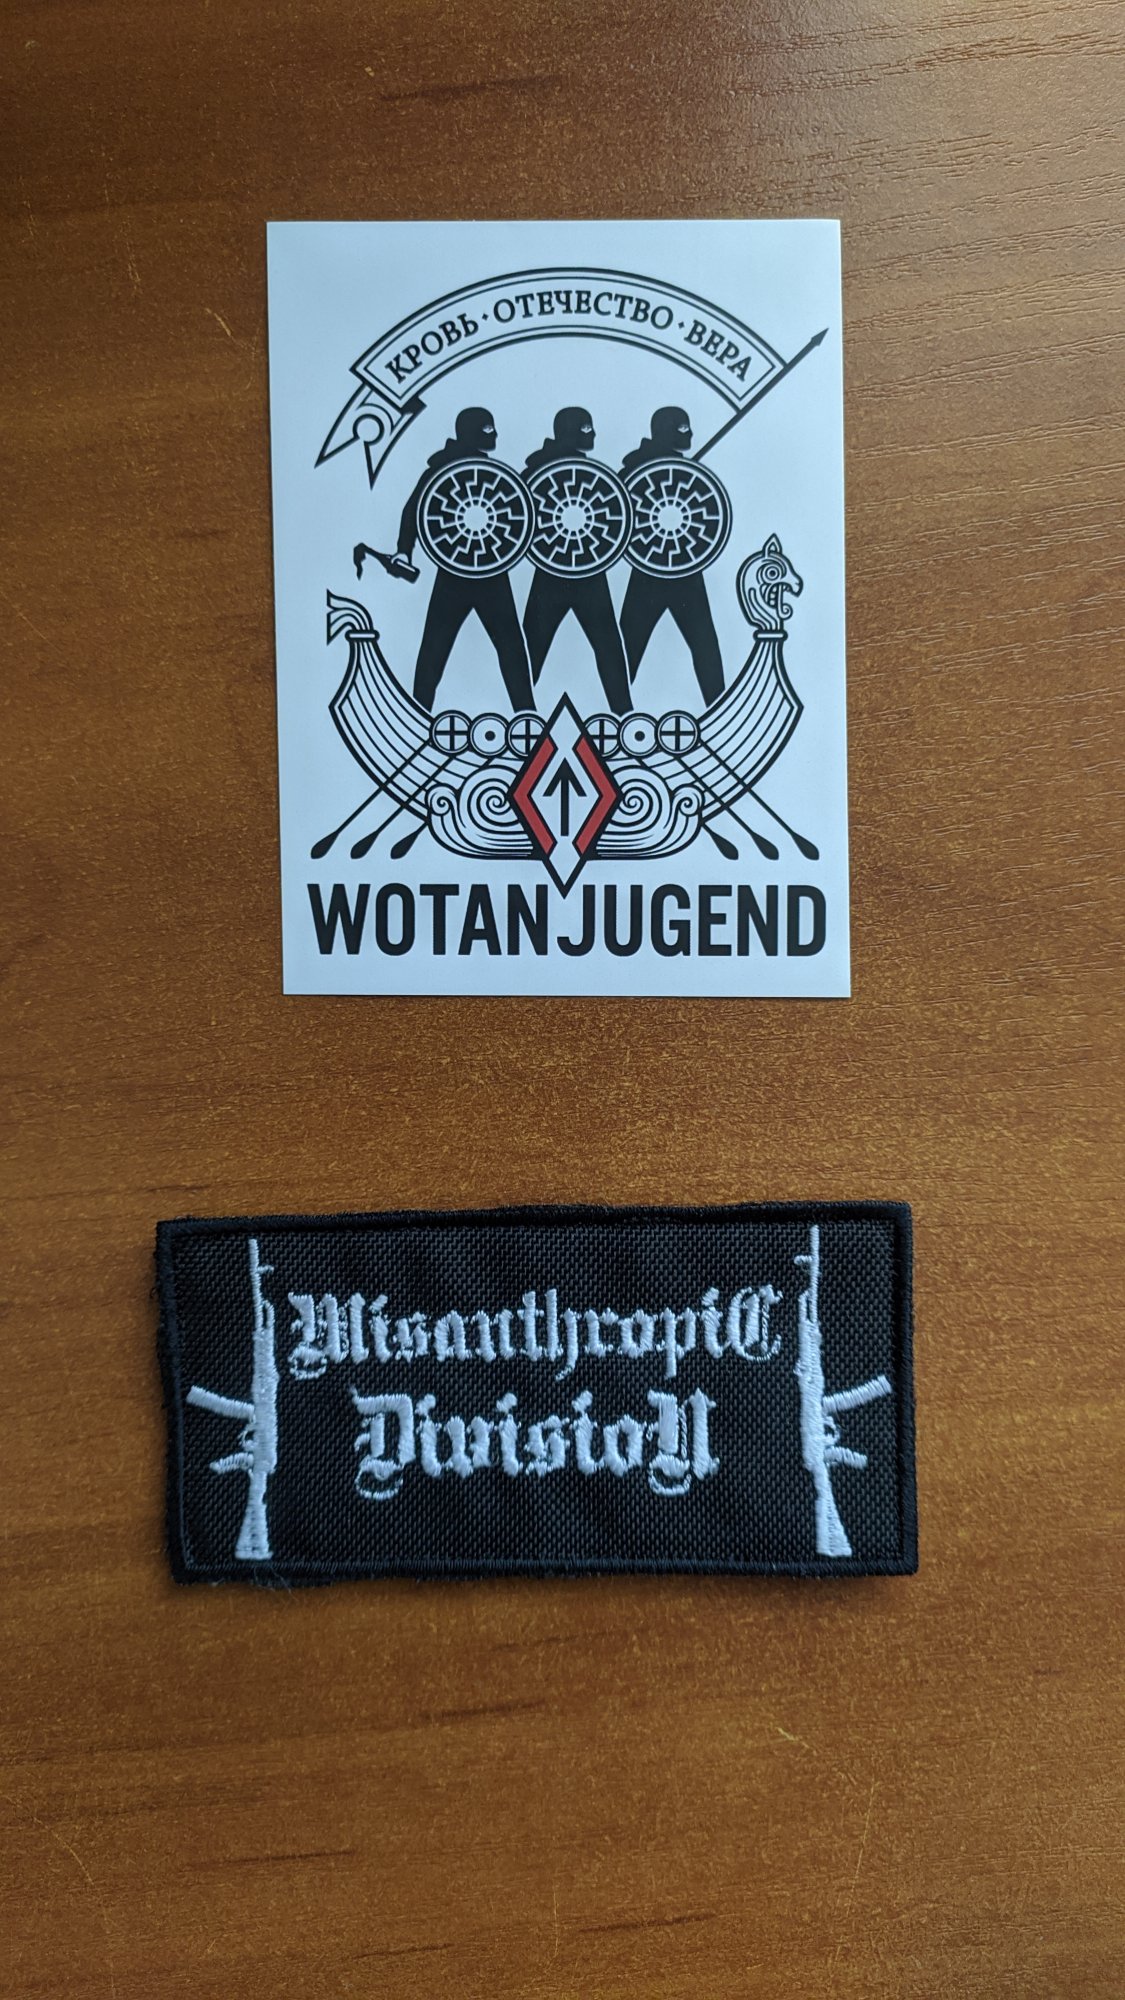 КРОВЬ · ОТЕЧЕСТВО · ВЕРА
WOTANJUGEND
MisanthropiC
DivisioN